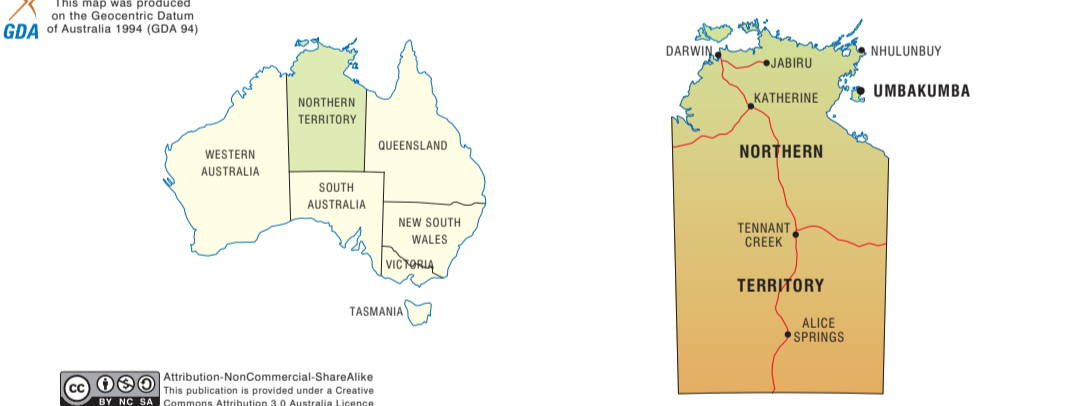 This map was produced
on the Geocentric Datum
of Australia 1994 (GDA 94)
GDA
NORTHERN
TERRITORY
WESTERN
AUSTRALIA
QUEENSLAND
SOUTH
AUSTRALIA
NEW SOUTH
WALES
VICTORIA
TASMANIA
cc
BY NC SA
Attribution-NonCommercial-ShareAlike
This publication is provided under a Creative
Commons Attribution 3.0 Australia Licence
DARWIN
NHULUNBUY
JABIRU
UMBAKUMBA
KATHERINE
NORTHERN
TENNANT
CREEK
TERRITORY
ALICE
SPRINGS